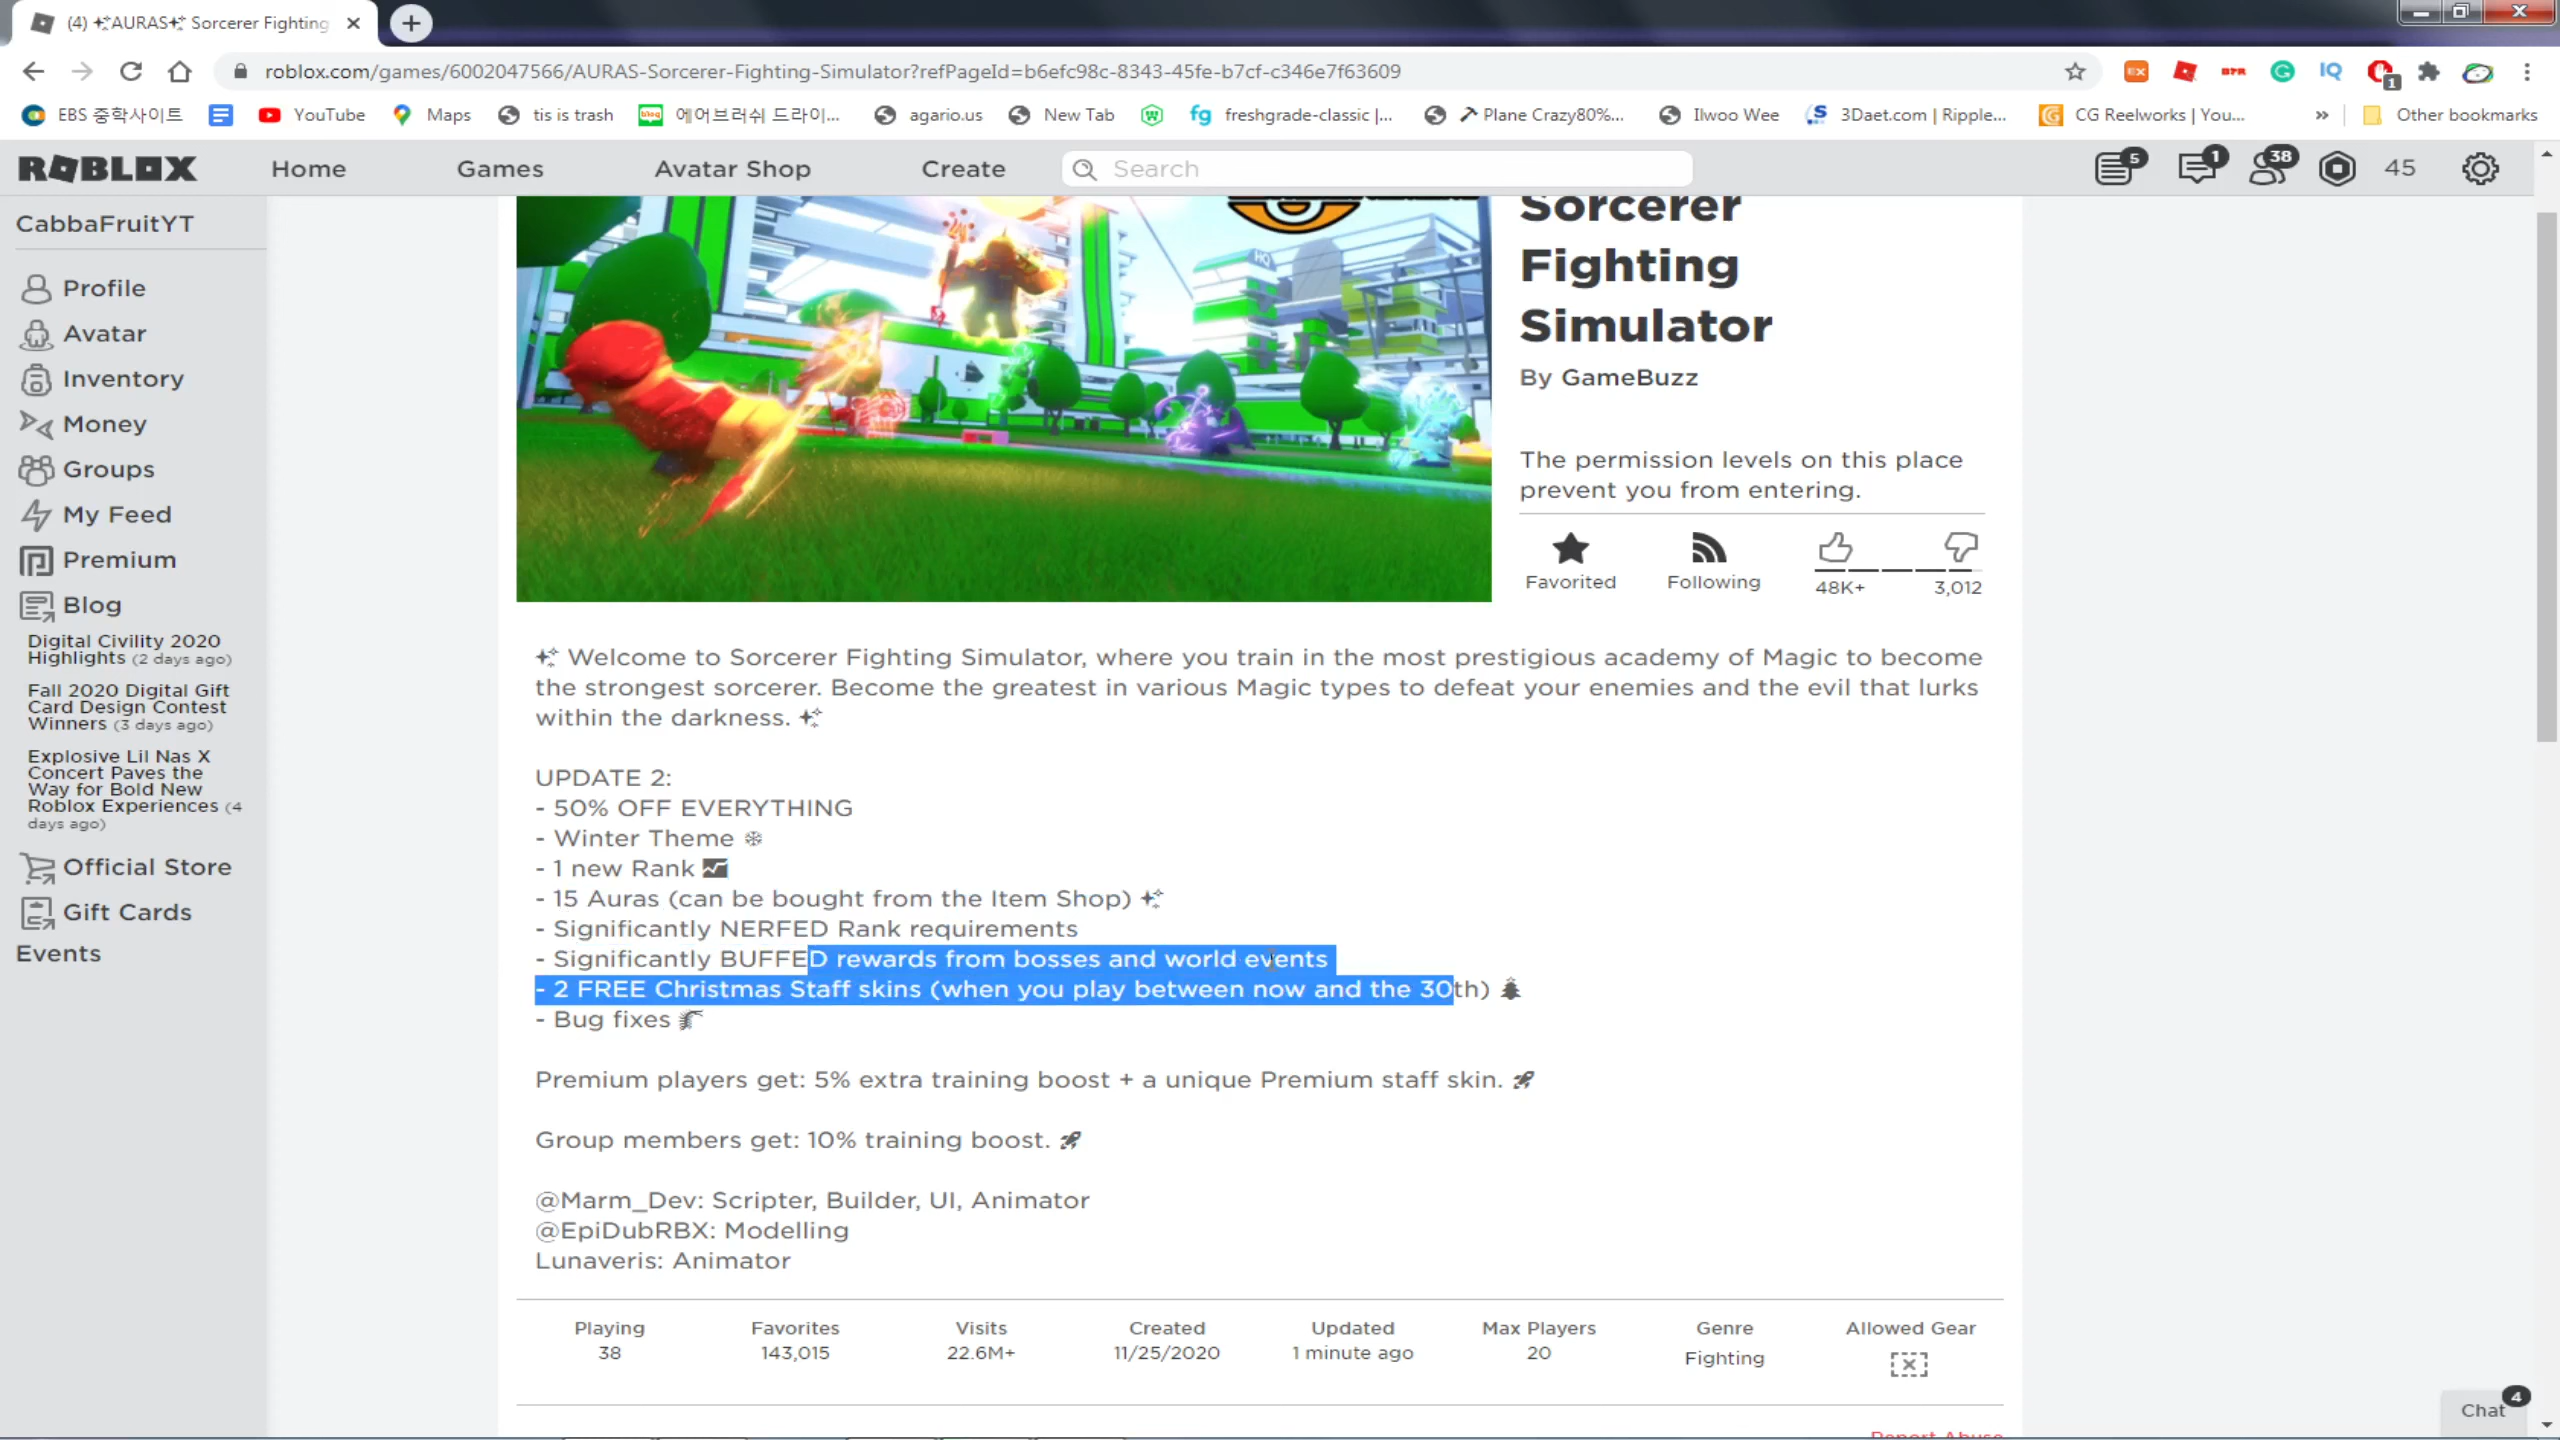 (4) ✨AURAS✨ Sorcerer Fighting
roblox.com/games/6002047566/AURAS-Sorcerer-Fighting-Simulator?refPageId=b6efc98c-8343-45fe-b7cf-c346e7f63609
EBS 중학사이트 YouTube Maps tis is trash 에어브러쉬 드라이... agario.us New Tab freshgrade-classic |... Plane Crazy80%... Ilwoo Wee 3Daet.com | Ripple... CG Reelworks | You... » Other bookmarks
ROBLOX Home Games Avatar Shop Create Search 5 1 38 45
CabbaFruitYT
Profile
Avatar
Inventory
Money
Groups
My Feed
Premium
Blog
Digital Civility 2020
Highlights (2 days ago)
Fall 2020 Digital Gift
Card Design Contest
Winners (3 days ago)
Explosive Lil Nas X
Concert Paves the
Way for Bold New
Roblox Experiences (4
days ago)
Official Store
Gift Cards
Events
HQ
Sorcerer
Fighting
Simulator
By GameBuzz
The permission levels on this place
prevent you from entering.
Favorited Following 48K+ 3,012
✨ Welcome to Sorcerer Fighting Simulator, where you train in the most prestigious academy of Magic to become
the strongest sorcerer. Become the greatest in various Magic types to defeat your enemies and the evil that lurks
within the darkness. ✨
UPDATE 2:
- 50% OFF EVERYTHING
- Winter Theme ❄
- 1 new Rank 📈
- 15 Auras (can be bought from the Item Shop) ✨
- Significantly NERFED Rank requirements
- Significantly BUFFED rewards from bosses and world events
- 2 FREE Christmas Staff skins (when you play between now and the 30th) 🎄
- Bug fixes 🐛
Premium players get: 5% extra training boost + a unique Premium staff skin. 🚀
Group members get: 10% training boost. 🚀
@Marm_Dev: Scripter, Builder, UI, Animator
@EpiDubRBX: Modelling
Lunaveris: Animator
Playing Favorites Visits Created Updated Max Players Genre Allowed Gear
38 143,015 22.6M+ 11/25/2020 1 minute ago 20 Fighting
Report Abuse
Chat 4